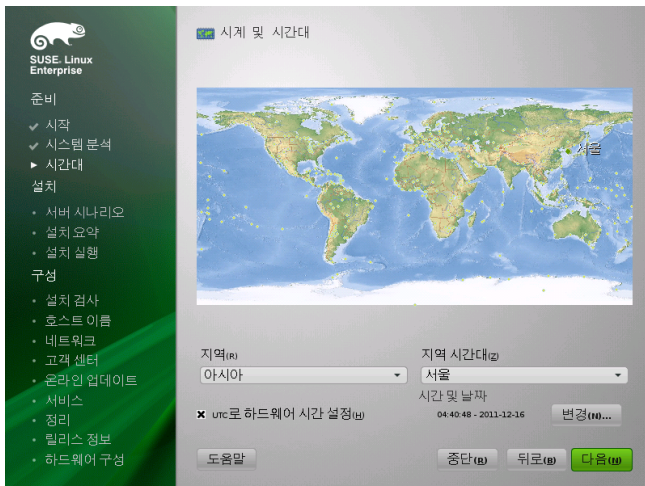 SUSE. Linux
Enterprise
준비
시작
시스템 분석
시간대
설치
서버 시나리오
설치 요약
설치 실행
구성
설치 검사
호스트 이름
네트워크
고객 센터
온라인 업데이트
서비스
정리
릴리스 정보
하드웨어 구성
시계 및 시간대
서울
지역(R)
아시아
지역 시간대(Z)
서울
UTC로 하드웨어 시간 설정(H)
시간 및 날짜
04:40:48 - 2011-12-16
변경(N)...
도움말
중단(R)
뒤로(B)
다음(N)